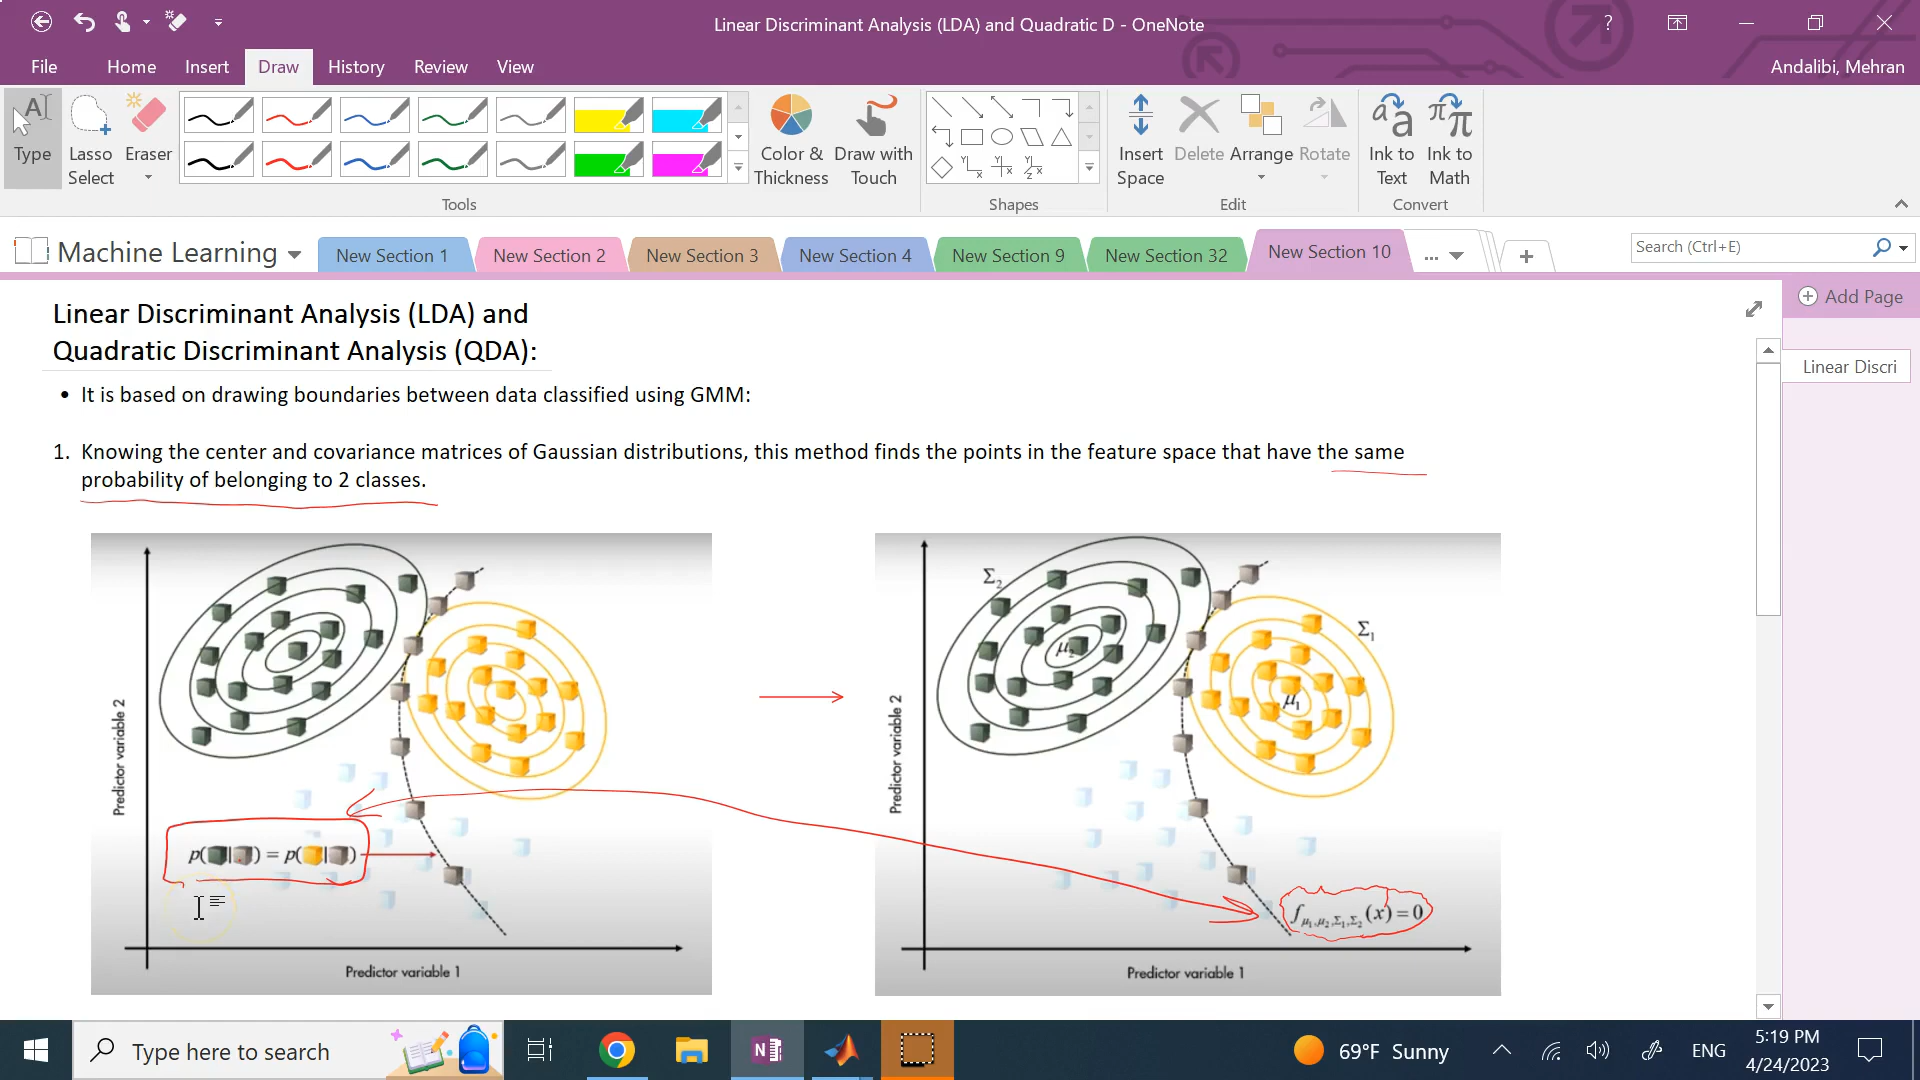 Linear Discriminant Analysis (LDA) and Quadratic D - OneNote
?
File Home Insert Draw History Review View
Andalibi, Mehran
Type
Lasso Select
Eraser
Color & Thickness
Draw with Touch
Insert Space
Delete
Arrange
Rotate
Ink to Text
Ink to Math
Tools
Shapes
Edit
Convert
Machine Learning
New Section 1
New Section 2
New Section 3
New Section 4
New Section 9
New Section 32
New Section 10
...
Search (Ctrl+E)
Add Page
Linear Discri
Linear Discriminant Analysis (LDA) and
Quadratic Discriminant Analysis (QDA):
• It is based on drawing boundaries between data classified using GMM:
1. Knowing the center and covariance matrices of Gaussian distributions, this method finds the points in the feature space that have the same
probability of belonging to 2 classes.
Predictor variable 2
p( | ) = p( | )
Predictor variable 1
Σ₂
Σ₁
μ₂
μ₁
Predictor variable 2
f μ₁,μ₂,Σ₁,Σ₂ (x) = 0
Predictor variable 1
Type here to search
69°F Sunny
ENG
5:19 PM
4/24/2023